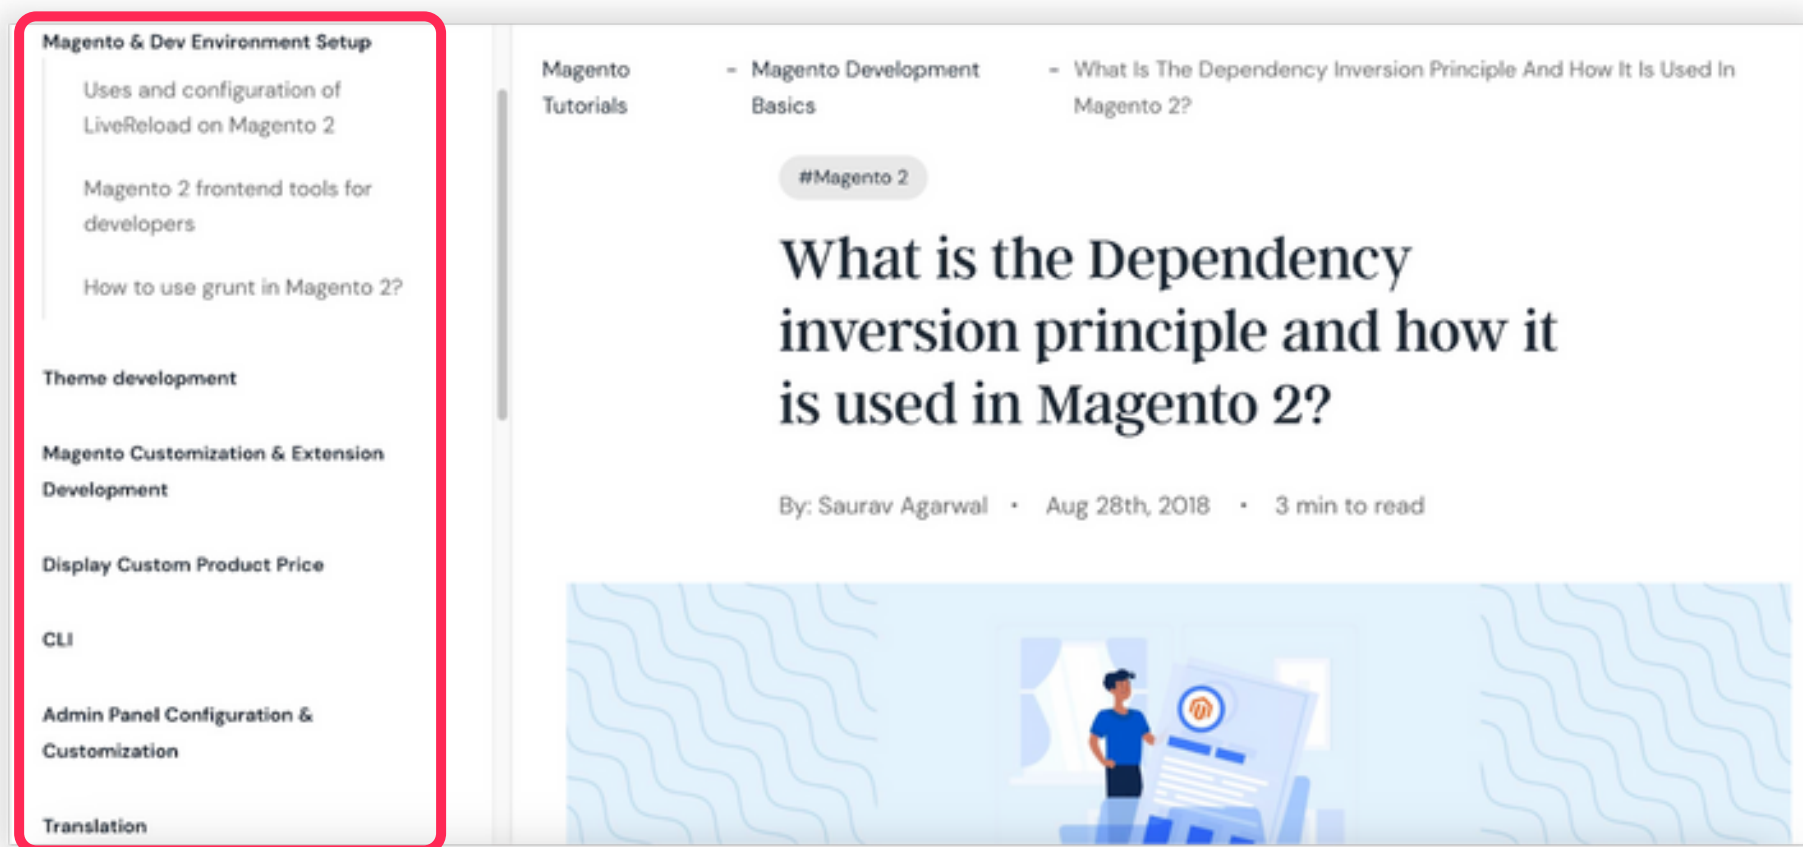 Magento & Dev Environment Setup
Uses and configuration of
LiveReload on Magento 2
Magento 2 frontend tools for
developers
How to use grunt in Magento 2?
Theme development
Magento Customization & Extension
Development
Display Custom Product Price
CLI
Admin Panel Configuration &
Customization
Translation
Magento
Tutorials
- Magento Development
Basics
- What Is The Dependency Inversion Principle And How It Is Used In
Magento 2?
#Magento 2
What is the Dependency
inversion principle and how it
is used in Magento 2?
By: Saurav Agarwal • Aug 28th, 2018 • 3 min to read